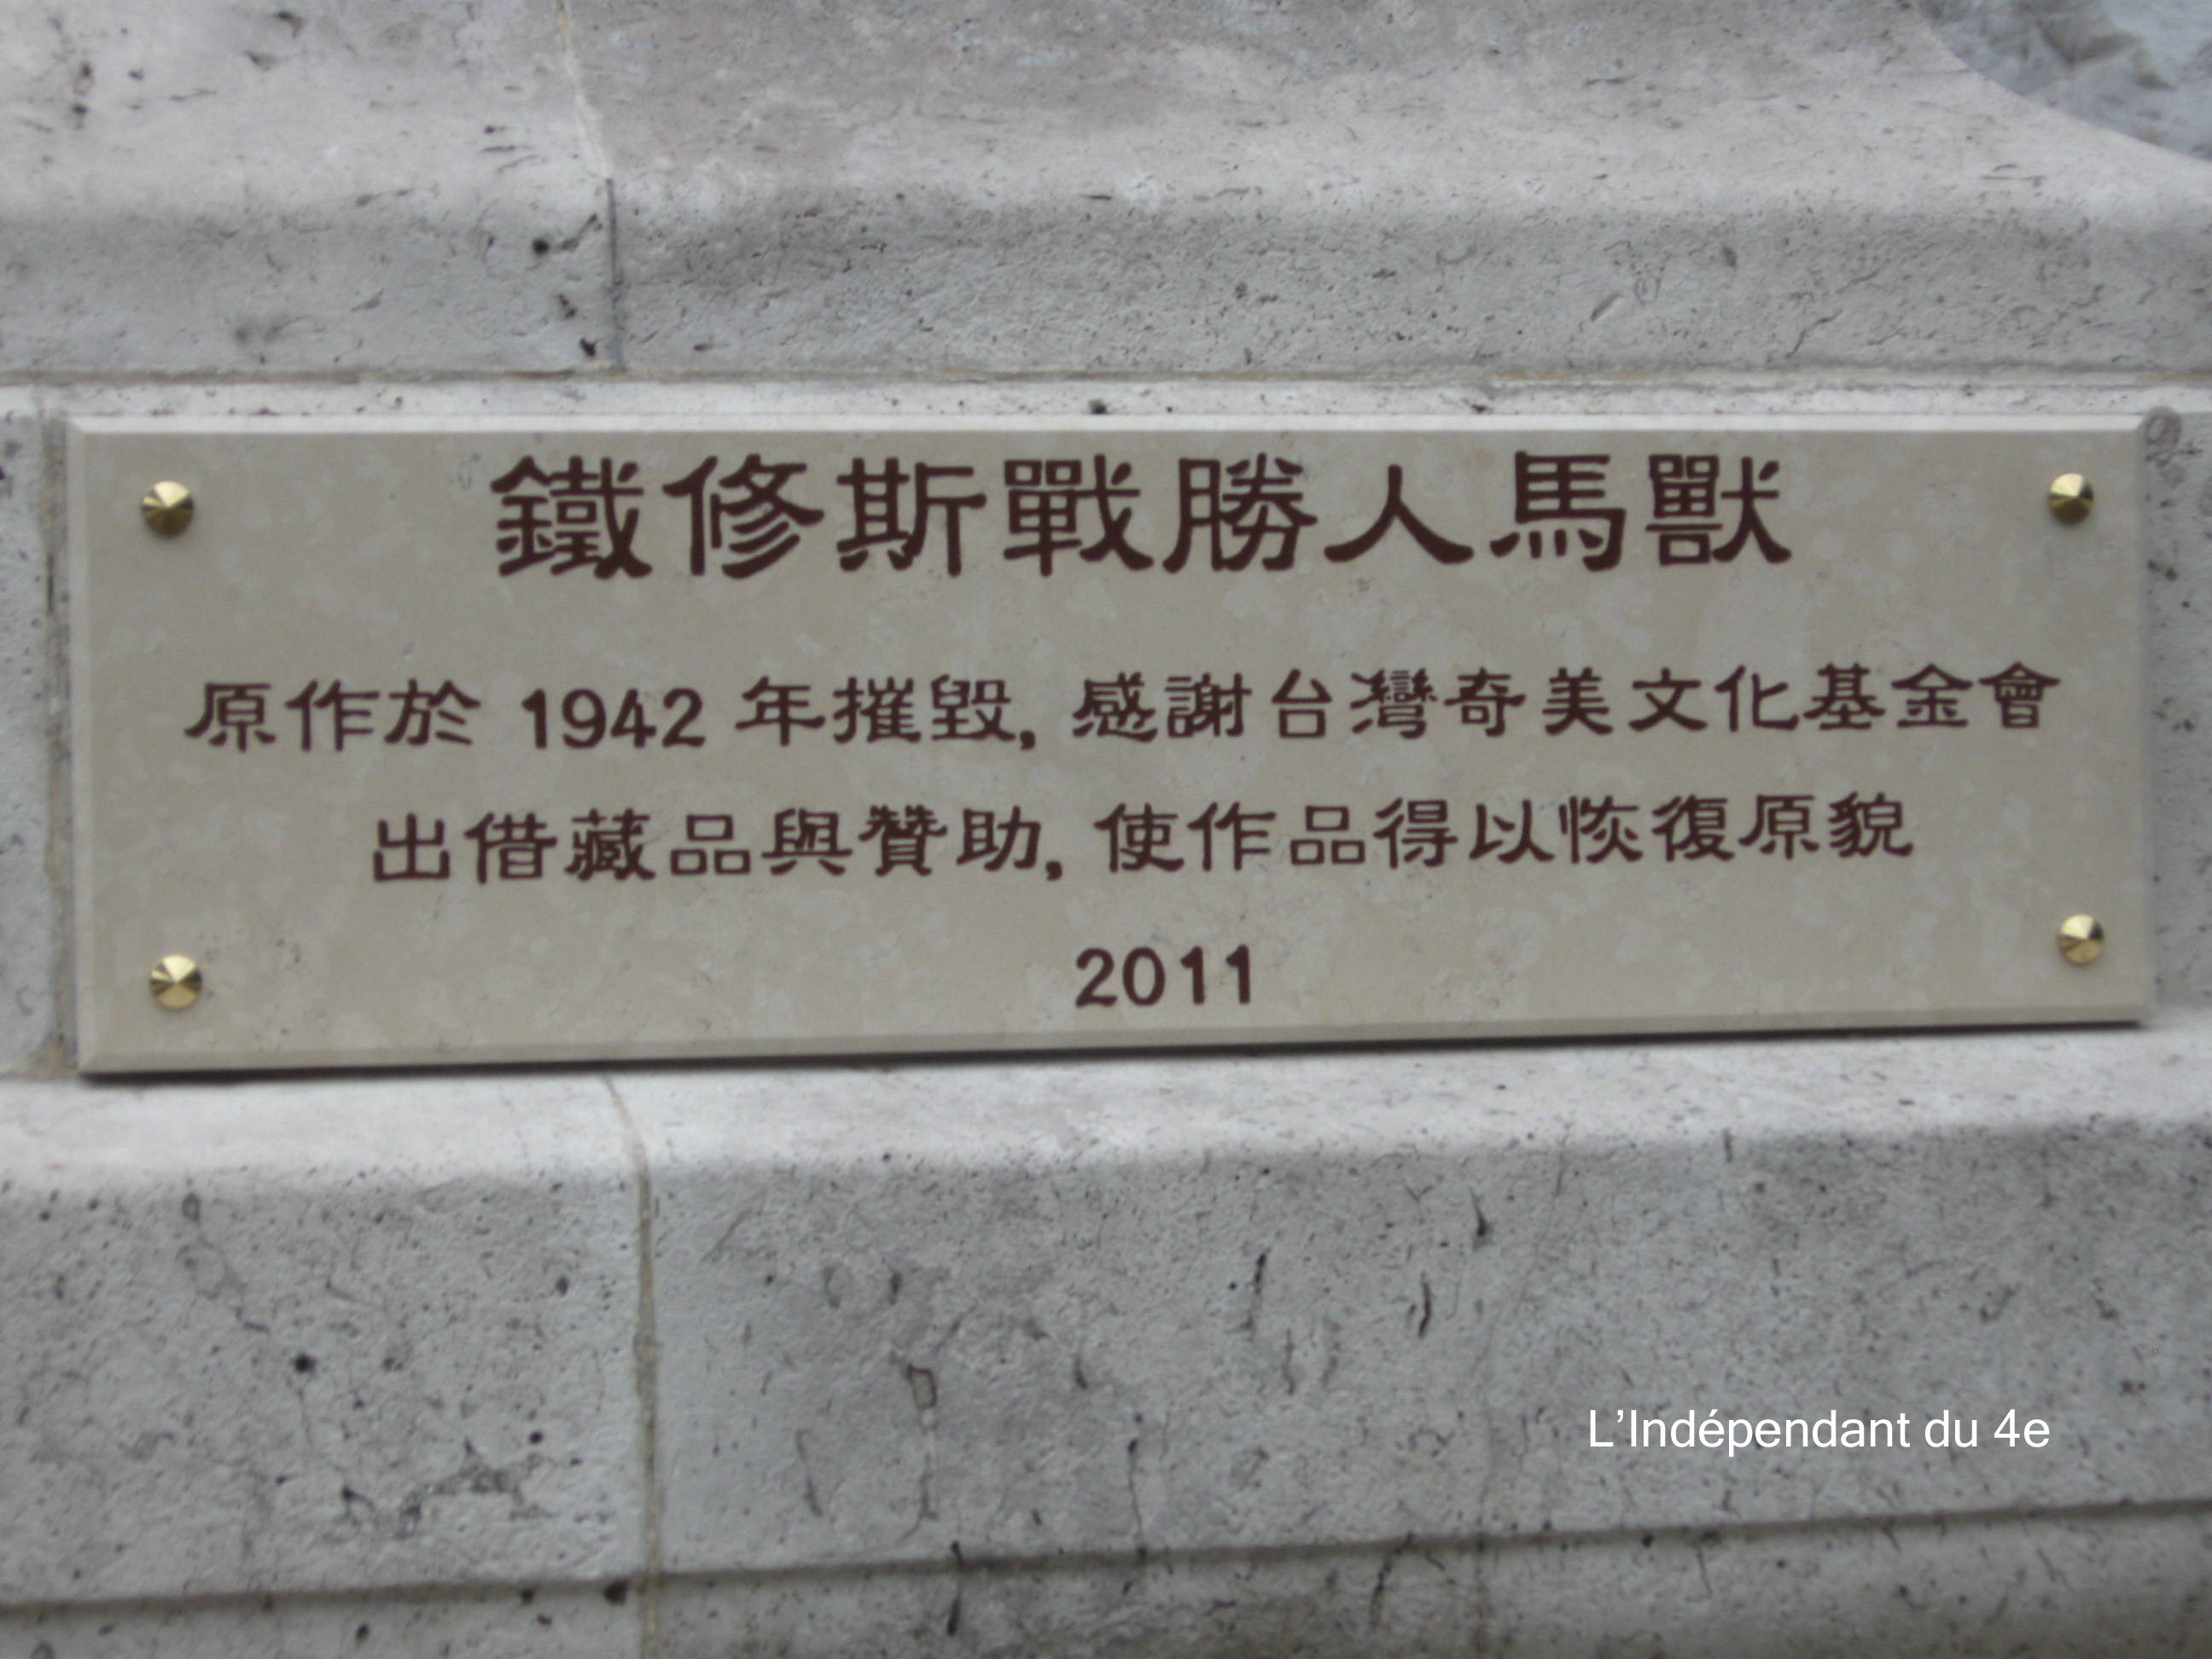 鐵修斯戰勝人馬獸
原作於 1942 年摧毀, 感謝台灣奇美文化基金會
出借藏品與贊助, 使作品得以恢復原貌
2011
L’Indépendant du 4e